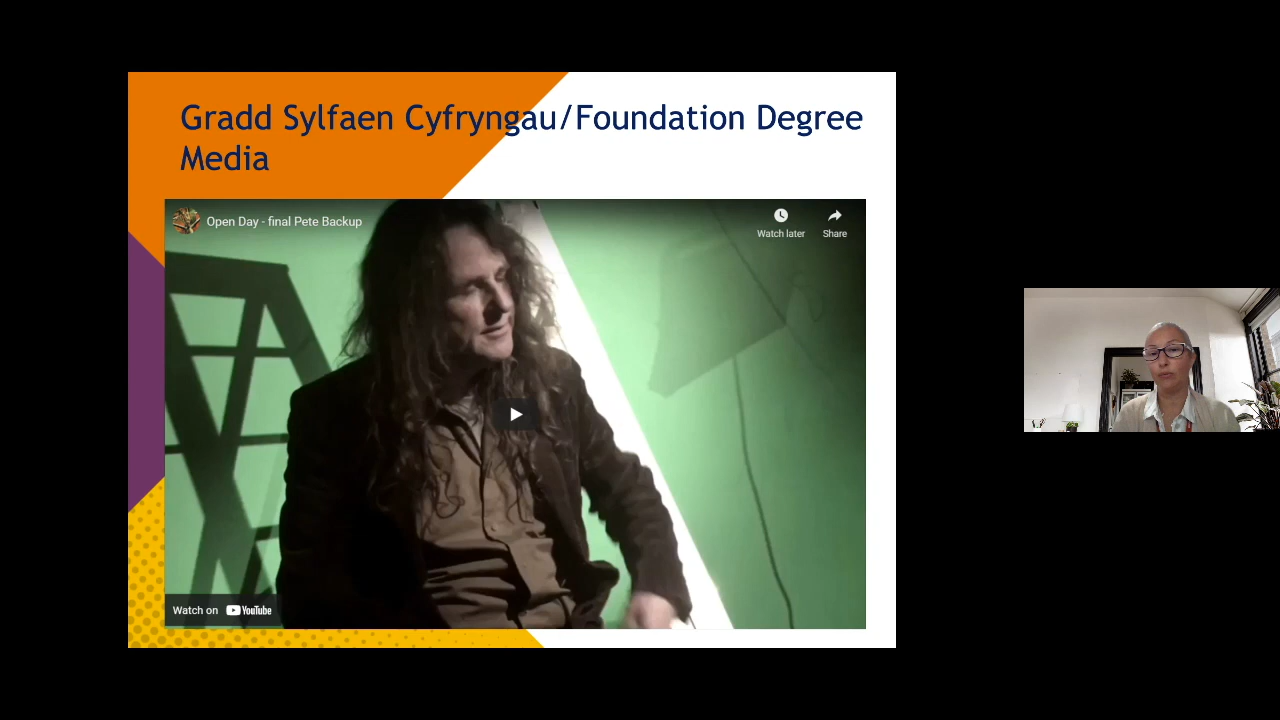 Gradd Sylfaen Cyfryngau/Foundation Degree
Media
Open Day - final Pete Backup
Watch later
Share
Watch on YouTube